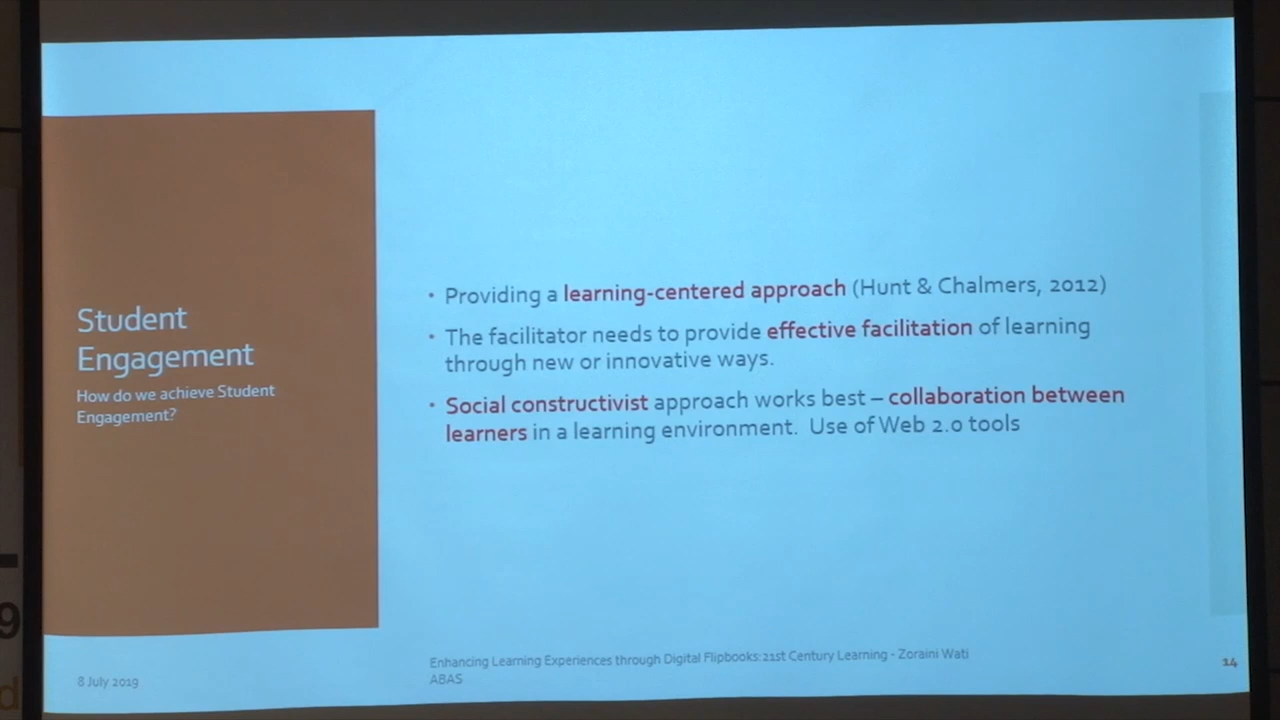 Student
Engagement
How do we achieve Student
Engagement?
• Providing a learning-centered approach (Hunt & Chalmers, 2012)
• The facilitator needs to provide effective facilitation of learning
through new or innovative ways.
• Social constructivist approach works best – collaboration between
learners in a learning environment. Use of Web 2.0 tools
8 July 2019
Enhancing Learning Experiences through Digital Flipbooks:21st Century Learning - Zoraini Wati
ABAS
14
9
d